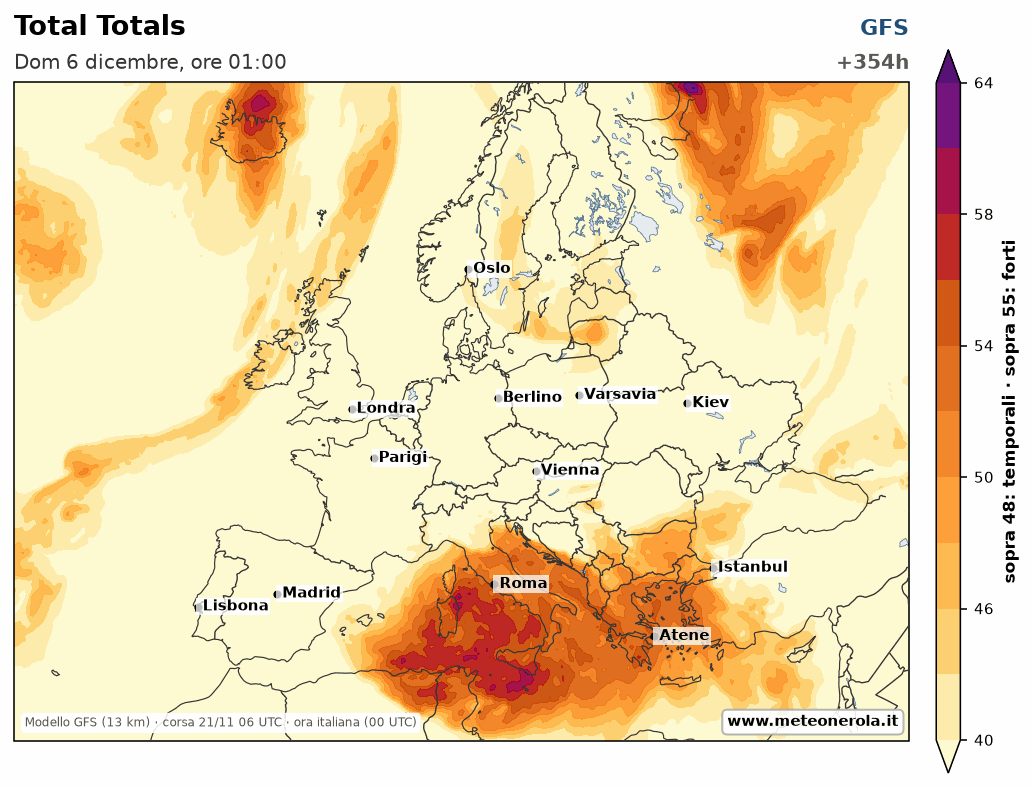 Total Totals
GFS
Dom 6 dicembre, ore 01:00
+354h
64
58
54
50
46
40
sopra 48: temporali · sopra 55: forti
Oslo
Berlino
Varsavia
Kiev
Londra
Parigi
Vienna
Istanbul
Roma
Madrid
Lisbona
Atene
Modello GFS (13 km) · corsa 21/11 06 UTC · ora italiana (00 UTC)
www.meteonerola.it